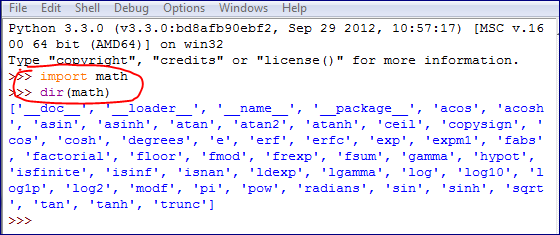 File Edit Shell Debug Options Windows Help
Python 3.3.0 (v3.3.0:bd8afb90ebf2, Sep 29 2012, 10:57:17) [MSC v.16
00 64 bit (AMD64)] on win32
Type "copyright", "credits" or "license()" for more information.
>>> import math
>>> dir(math)
['__doc__', '__loader__', '__name__', '__package__', 'acos', 'acosh
', 'asin', 'asinh', 'atan', 'atan2', 'atanh', 'ceil', 'copysign', '
cos', 'cosh', 'degrees', 'e', 'erf', 'erfc', 'exp', 'expm1', 'fabs'
, 'factorial', 'floor', 'fmod', 'frexp', 'fsum', 'gamma', 'hypot',
'isfinite', 'isinf', 'isnan', 'ldexp', 'lgamma', 'log', 'log10', 'l
og1p', 'log2', 'modf', 'pi', 'pow', 'radians', 'sin', 'sinh', 'sqrt
', 'tan', 'tanh', 'trunc']
>>>